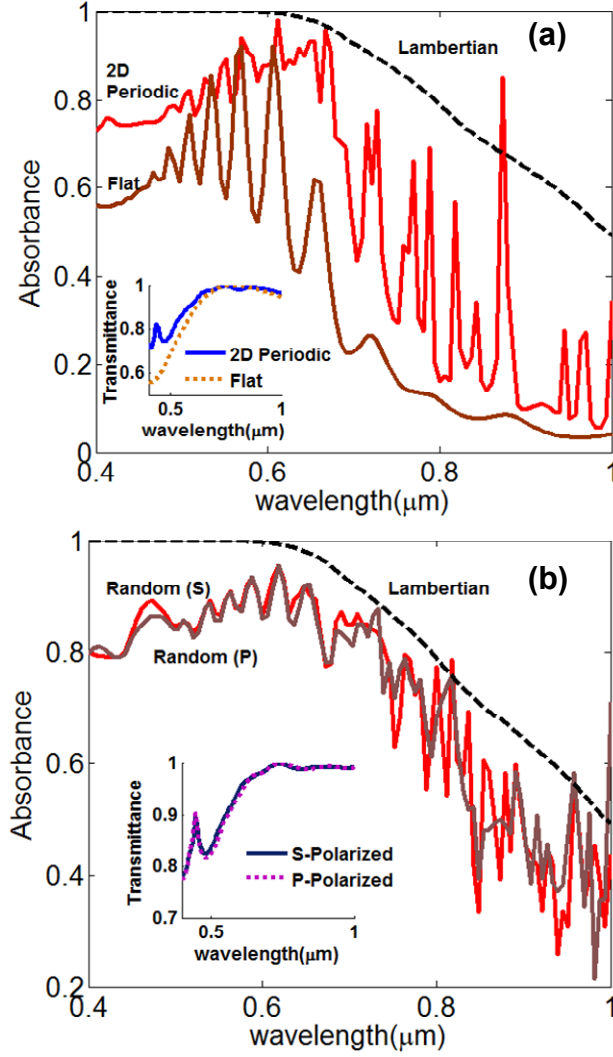 (a)
1
Lambertian
2D
Periodic
0.8
Absorbance
0.6
Flat
0.4
1
Transmittance
0.8
2D Periodic
0.2
0.6
Flat
0.5
1
wavelength(μm)
0
0.4
0.6
0.8
1
wavelength(μm)
1
(b)
Random (S)
Lambertian
0.8
Random (P)
Absorbance
0.6
1
Transmittance
0.9
0.4
0.8
S-Polarized
P-Polarized
0.7
0.5
1
wavelength(μm)
0.2
0.4
0.6
0.8
1
wavelength(μm)